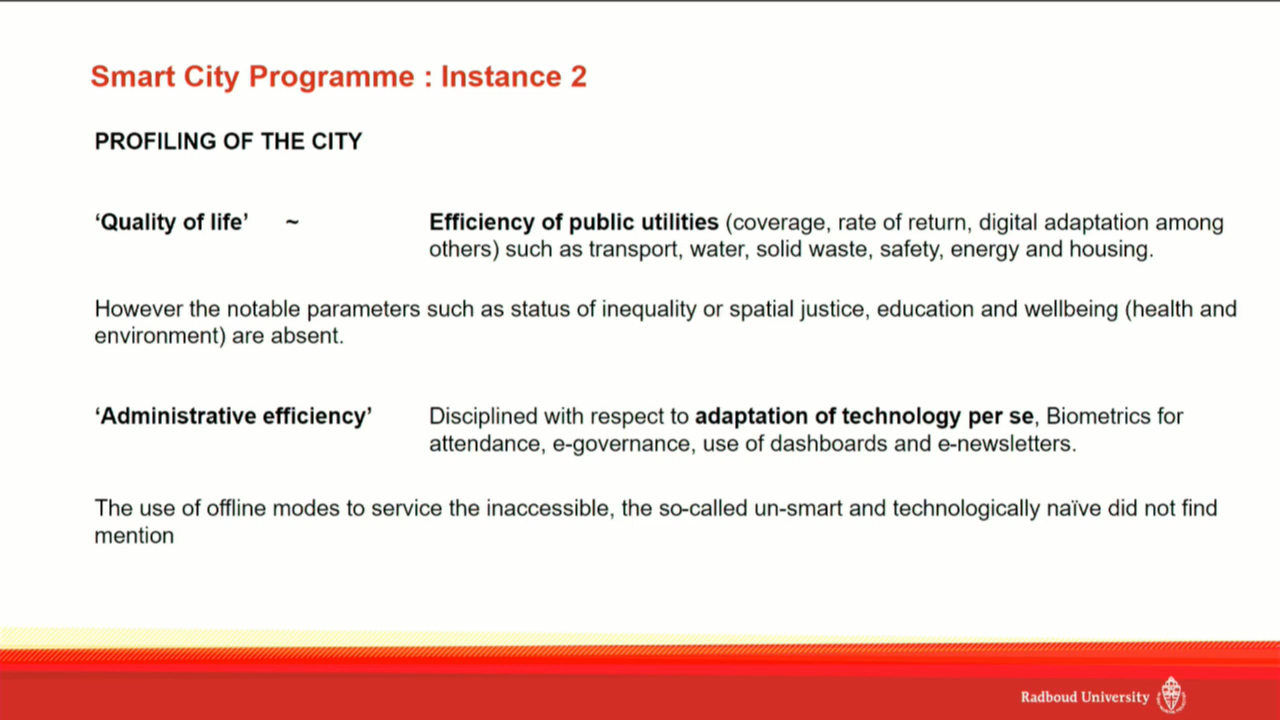 Smart City Programme : Instance 2
PROFILING OF THE CITY
‘Quality of life’ ~ Efficiency of public utilities (coverage, rate of return, digital adaptation among
others) such as transport, water, solid waste, safety, energy and housing.
However the notable parameters such as status of inequality or spatial justice, education and wellbeing (health and
environment) are absent.
‘Administrative efficiency’ Disciplined with respect to adaptation of technology per se, Biometrics for
attendance, e-governance, use of dashboards and e-newsletters.
The use of offline modes to service the inaccessible, the so-called un-smart and technologically naïve did not find
mention
Radboud University